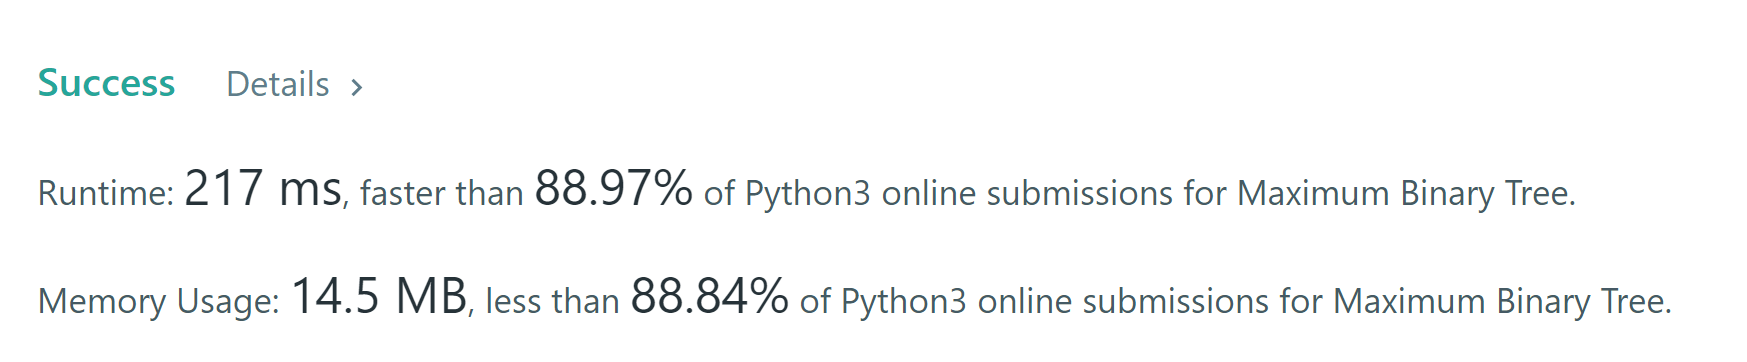 Success Details >
Runtime: 217 ms, faster than 88.97% of Python3 online submissions for Maximum Binary Tree.
Memory Usage: 14.5 MB, less than 88.84% of Python3 online submissions for Maximum Binary Tree.